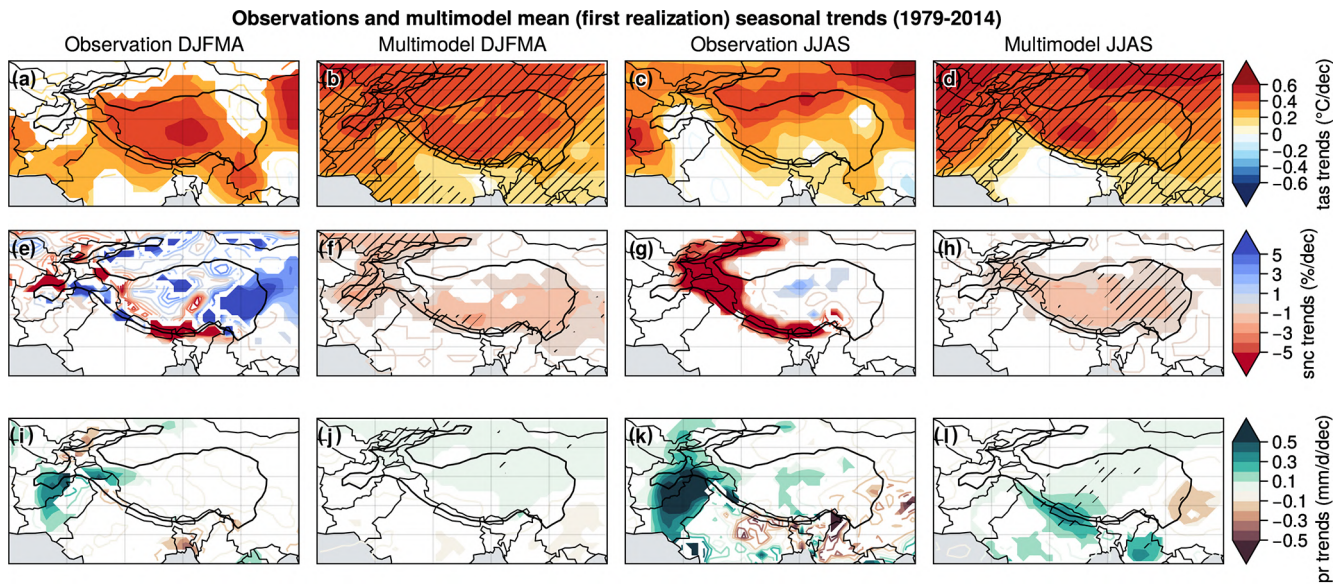 Observations and multimodel mean (first realization) seasonal trends (1979-2014)
Observation DJFMA
Multimodel DJFMA
Observation JJAS
Multimodel JJAS
(a)
(b)
(c)
(d)
0.6
0.4
0.2
0
−0.2
−0.4
−0.6
tas trends (°C/dec)
(e)
(f)
(g)
(h)
5
3
1
−1
−3
−5
snc trends (%/dec)
(i)
(j)
(k)
(l)
0.5
0.3
0.1
−0.1
−0.3
−0.5
pr trends (mm/d/dec)